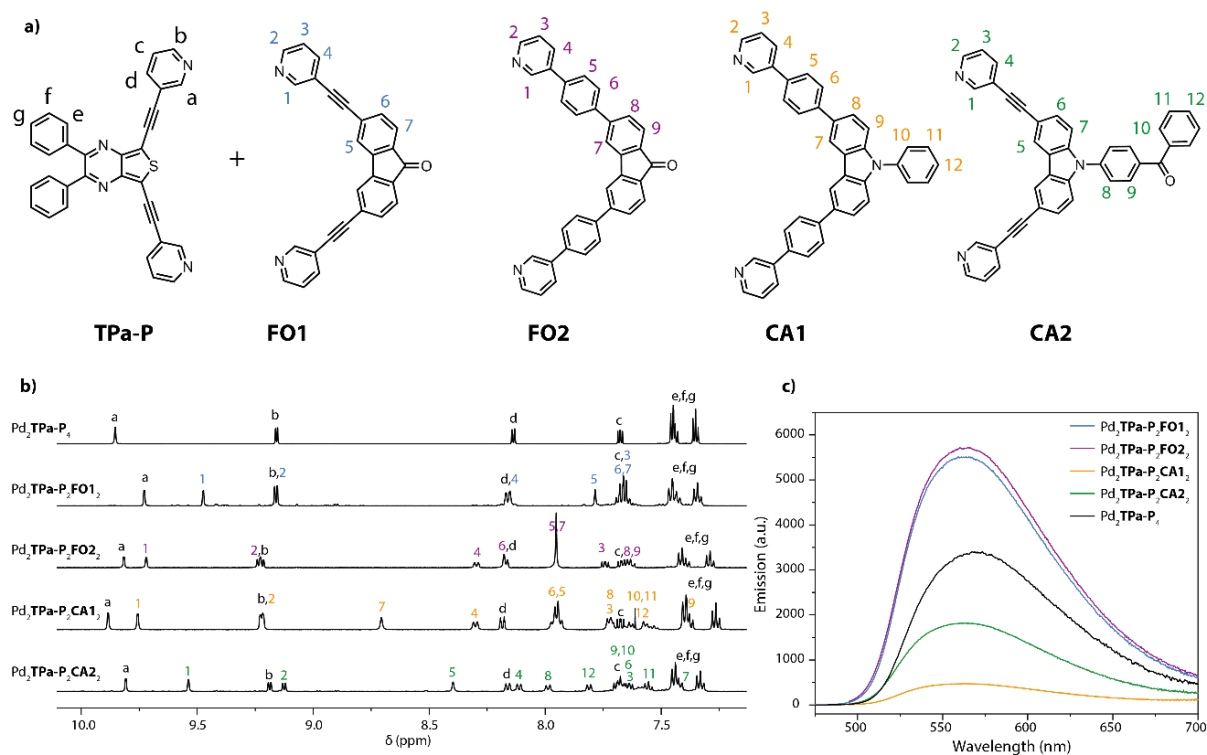 a)
b
c
d
a
f
g
e
N
N
S
N
N
TPa-P
+
2 3
4
1
N
6
7
5
O
N
FO1
2 3
4
1
N
5
6
8
9
7
O
N
FO2
2 3
4
1
N
5
6
8
9
7
10 11
12
N
N
CA1
2 3
4
1
N
6
7
5
N
8 9
10
11 12
O
N
CA2
b)
Pd2TPa-P4
a
b
d
c
e,f,g
Pd2TPa-P2FO12
a
1
b,2
d,4
5
c,3
6,7
e,f,g
Pd2TPa-P2FO22
a
1
2,b
4
6,d
5,7
3
c,8,9
e,f,g
Pd2TPa-P2CA12
a
1
b,2
7
4
d
6,5
8
3
c
10,11
12
e,f,g
9
Pd2TPa-P2CA22
a
1
b
2
5
d
4
8
12
9,10
c 6
3
11
e,f,g
7
10.0 9.5 9.0 8.5 8.0 7.5
δ (ppm)
c)
Emission (a.u.)
6000
5000
4000
3000
2000
1000
0
Pd2TPa-P2FO12
Pd2TPa-P2FO22
Pd2TPa-P2CA12
Pd2TPa-P2CA22
Pd2TPa-P4
500 550 600 650 700
Wavelength (nm)